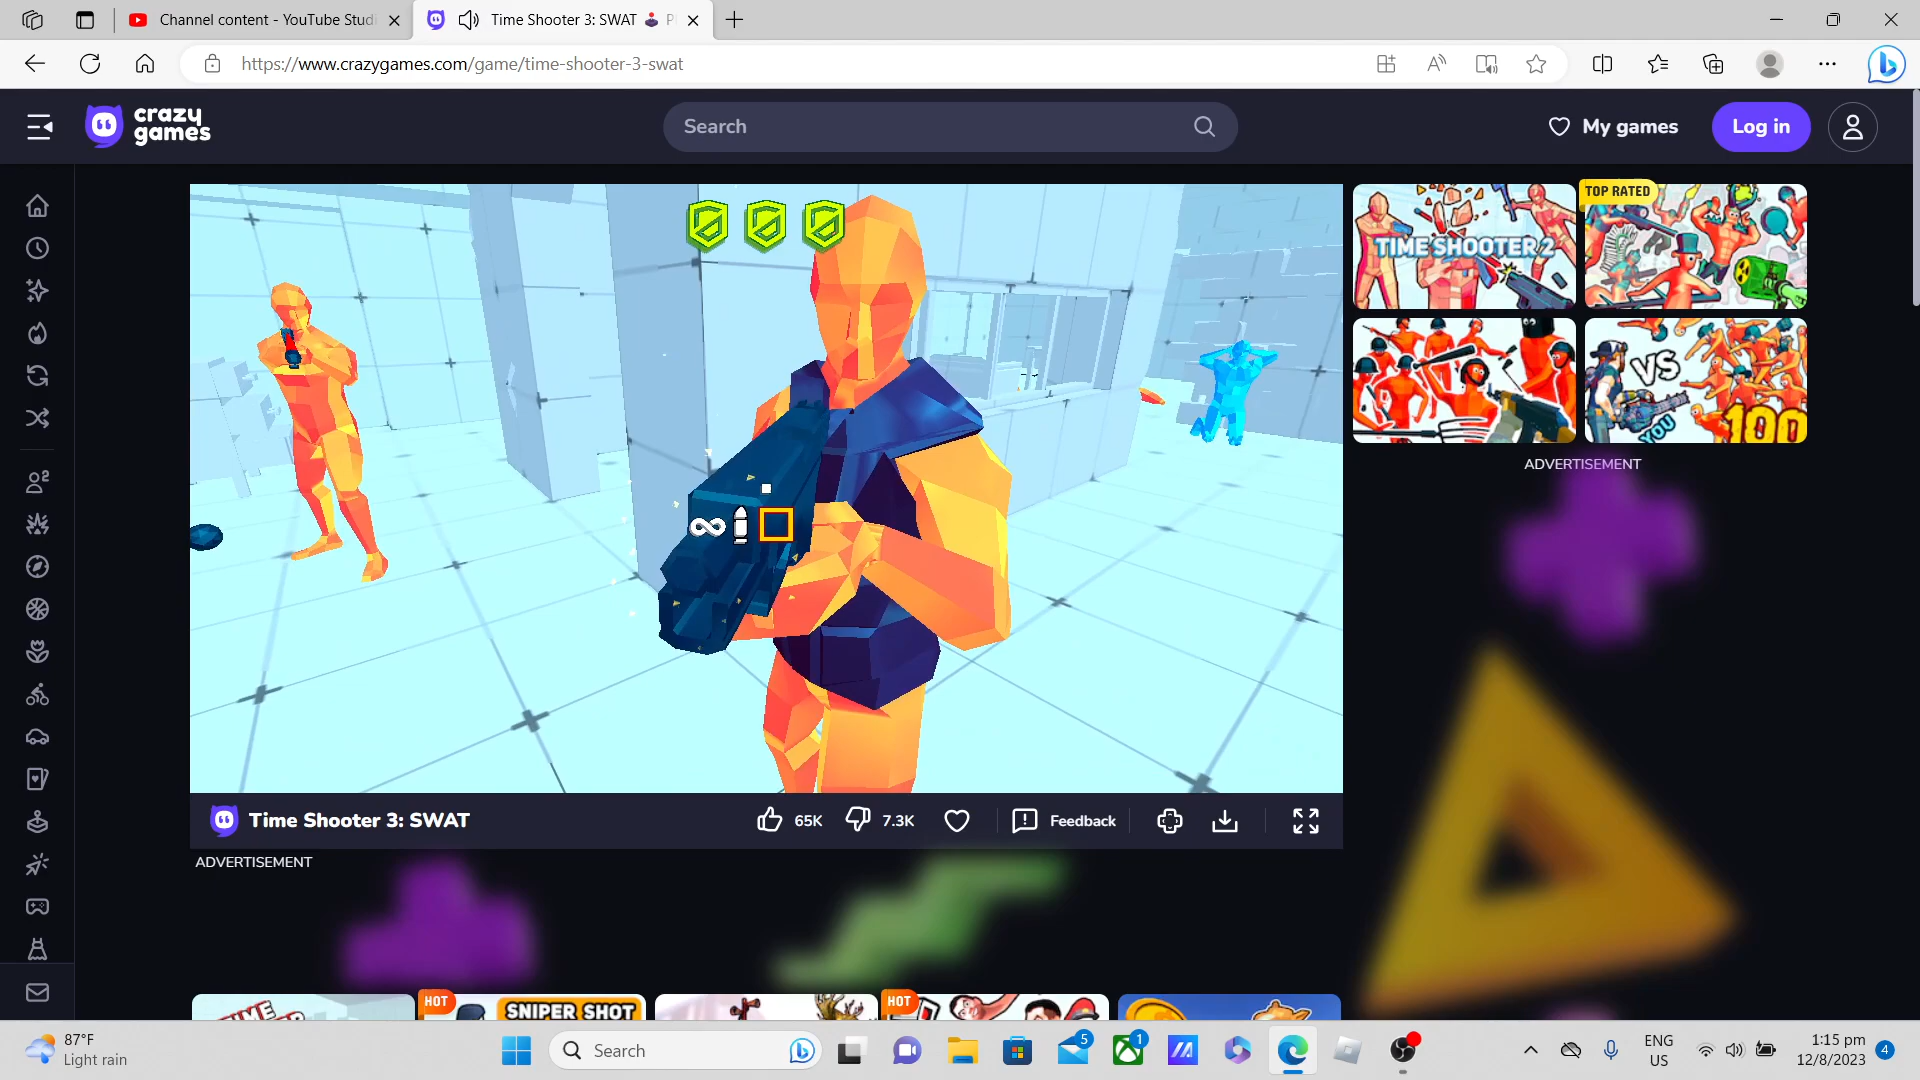 Channel content - YouTube Stud
Time Shooter 3: SWAT
https://www.crazygames.com/game/time-shooter-3-swat
crazy
games
Search
My games
Log in
TIME SHOOTER 2
TOP RATED
VS
YOU
100
ADVERTISEMENT
Time Shooter 3: SWAT
65K
7.3K
Feedback
ADVERTISEMENT
HOT
SNIPER SHOT
HOT
87°F
Light rain
Search
5
1
ENG
US
1:15 pm
12/8/2023
4